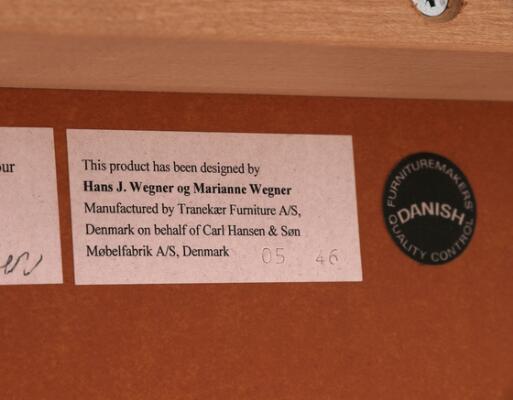 our
This product has been designed by
Hans J. Wegner og Marianne Wegner
Manufactured by Tranekær Furniture A/S,
Denmark on behalf of Carl Hansen & Søn
Møbelfabrik A/S, Denmark 05 46
FURNITUREMAKERS
DANISH
QUALITY CONTROL